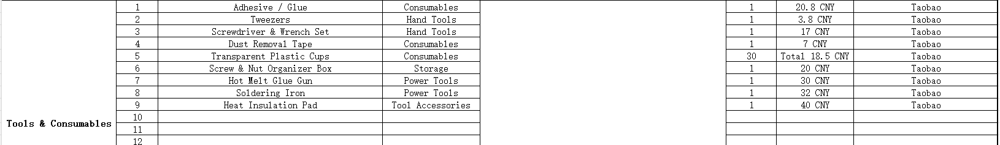 1 Adhesive / Glue Consumables 1 20.8 CNY Taobao
2 Tweezers Hand Tools 1 3.8 CNY Taobao
3 Screwdriver & Wrench Set Hand Tools 1 17 CNY Taobao
4 Dust Removal Tape Consumables 1 7 CNY Taobao
5 Transparent Plastic Cups Consumables 30 Total 18.5 CNY Taobao
6 Screw & Nut Organizer Box Storage 1 20 CNY Taobao
7 Hot Melt Glue Gun Power Tools 1 30 CNY Taobao
8 Soldering Iron Power Tools 1 32 CNY Taobao
9 Heat Insulation Pad Tool Accessories 1 40 CNY Taobao
10
Tools & Consumables
11
12